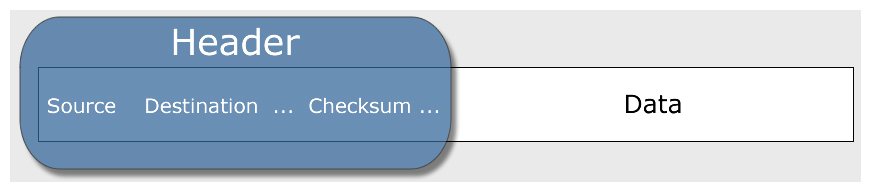 Header
Source Destination ... Checksum ... Data